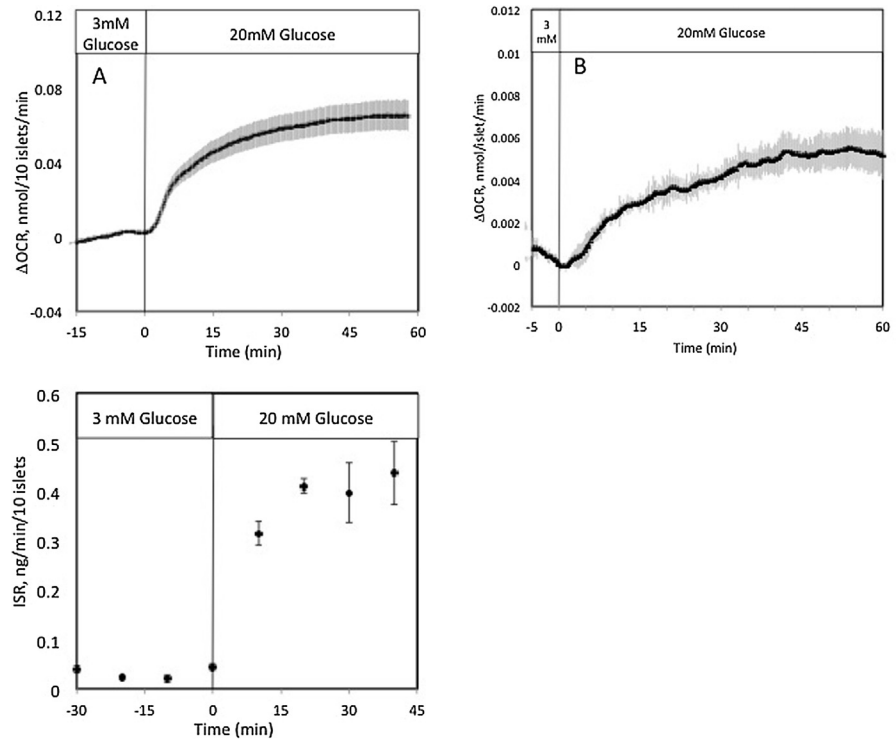 0.12
3mM
Glucose
20mM Glucose
A
0.08
0.04
0
-0.04
ΔOCR, nmol/10 islets/min
-15
0
15
30
45
60
Time (min)
0.012
3
mM
20mM Glucose
B
0.01
0.008
0.006
0.004
0.002
0
-0.002
ΔOCR, nmol/islet/min
-5
0
15
30
45
60
Time (min)
0.6
3 mM Glucose
20 mM Glucose
0.5
0.4
0.3
0.2
0.1
0
ISR, ng/min/10 islets
-30
-15
0
15
30
45
Time (min)